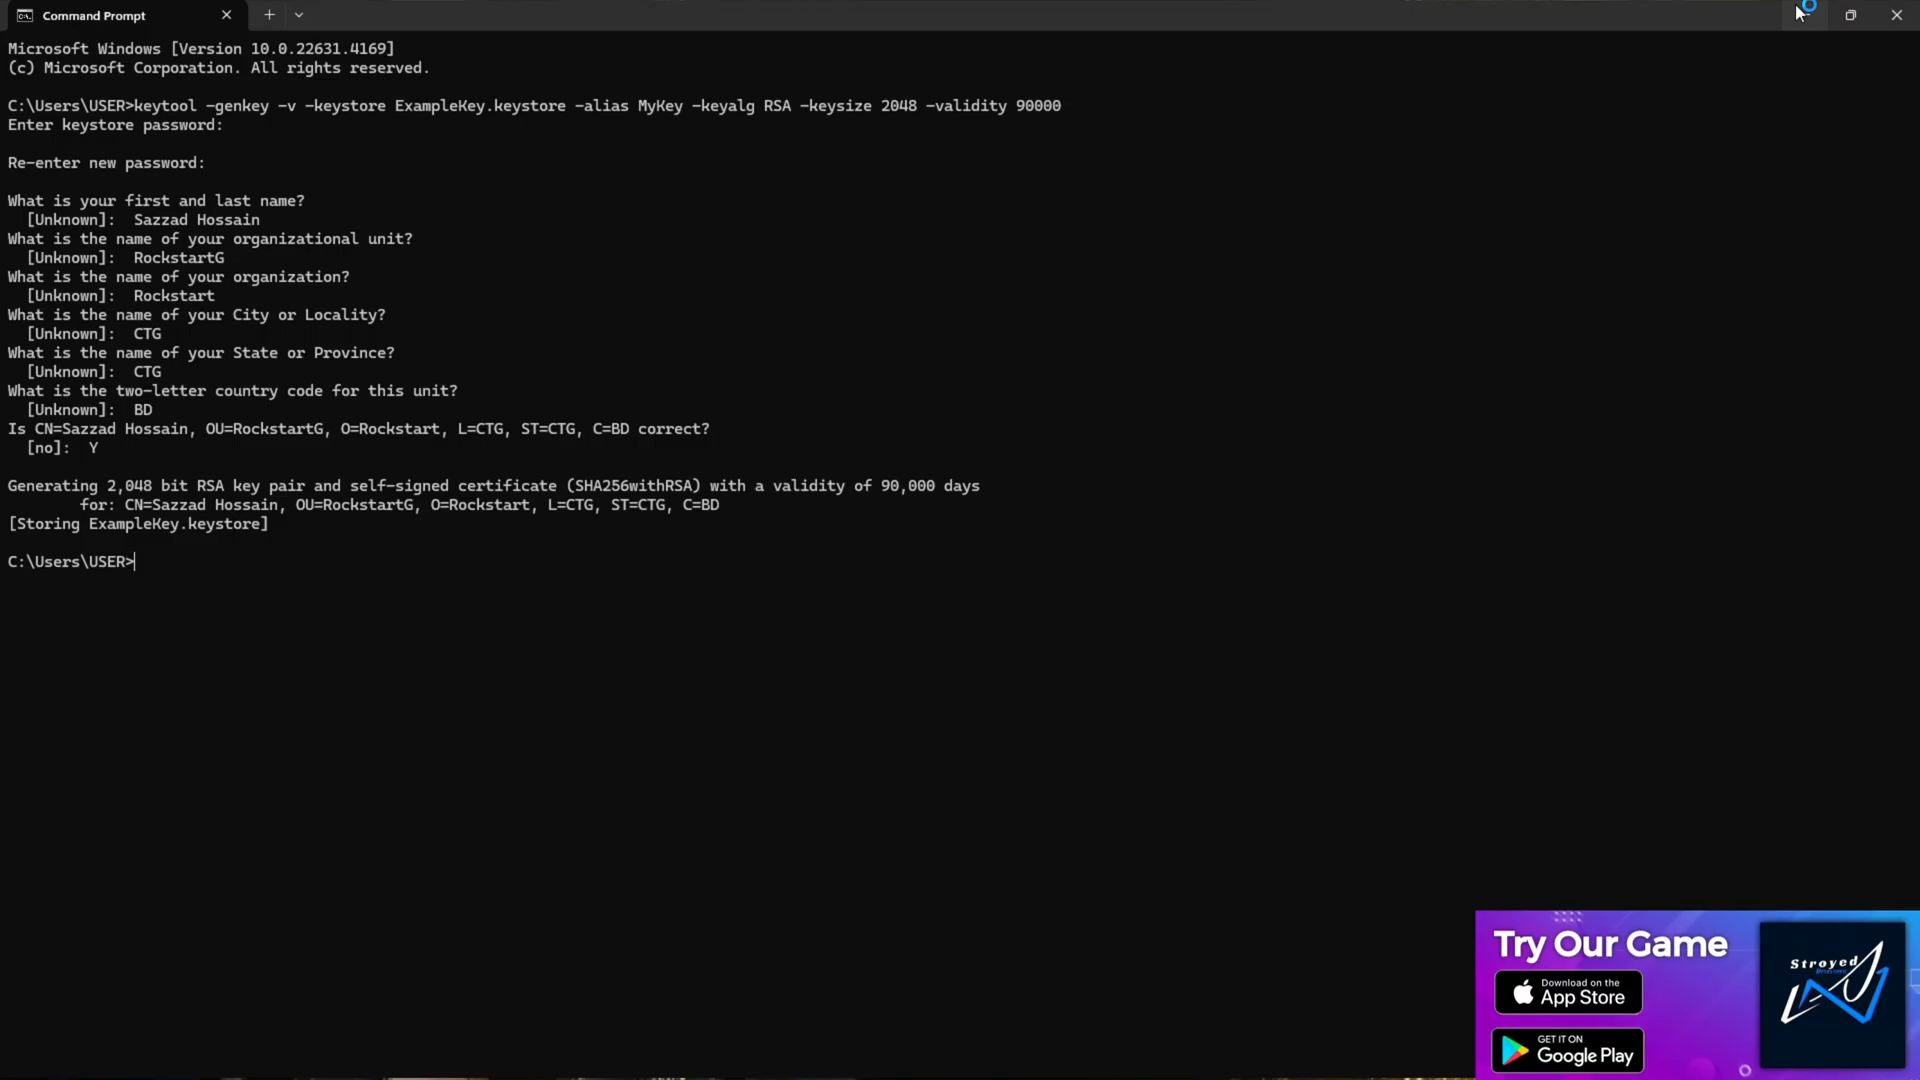 Command Prompt
Microsoft Windows [Version 10.0.22631.4169]
(c) Microsoft Corporation. All rights reserved.
C:\Users\USER>keytool -genkey -v -keystore ExampleKey.keystore -alias MyKey -keyalg RSA -keysize 2048 -validity 90000
Enter keystore password:
Re-enter new password:
What is your first and last name?
[Unknown]:  Sazzad Hossain
What is the name of your organizational unit?
[Unknown]:  RockstartG
What is the name of your organization?
[Unknown]:  Rockstart
What is the name of your City or Locality?
[Unknown]:  CTG
What is the name of your State or Province?
[Unknown]:  CTG
What is the two-letter country code for this unit?
[Unknown]:  BD
Is CN=Sazzad Hossain, OU=RockstartG, O=Rockstart, L=CTG, ST=CTG, C=BD correct?
[no]:  Y
Generating 2,048 bit RSA key pair and self-signed certificate (SHA256withRSA) with a validity of 90,000 days
for: CN=Sazzad Hossain, OU=RockstartG, O=Rockstart, L=CTG, ST=CTG, C=BD
[Storing ExampleKey.keystore]
C:\Users\USER>
Try Our Game
Download on the
App Store
GET IT ON
Google Play
Stroyed